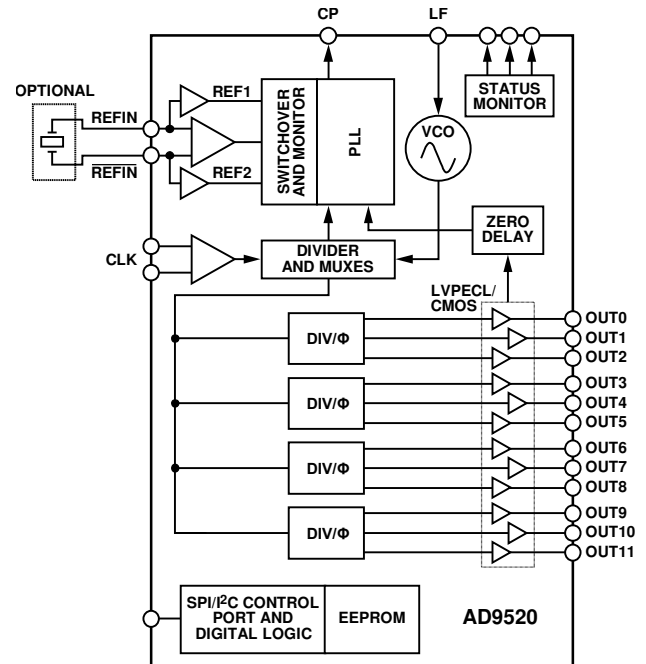 CP
LF
OPTIONAL
REFIN
REFIN
REF1
REF2
SWITCHOVER
AND MONITOR
PLL
VCO
STATUS
MONITOR
ZERO
DELAY
CLK
DIVIDER
AND MUXES
LVPECL/
CMOS
DIV/Φ
OUT0
OUT1
OUT2
DIV/Φ
OUT3
OUT4
OUT5
DIV/Φ
OUT6
OUT7
OUT8
DIV/Φ
OUT9
OUT10
OUT11
SPI/I²C CONTROL
PORT AND
DIGITAL LOGIC
EEPROM
AD9520